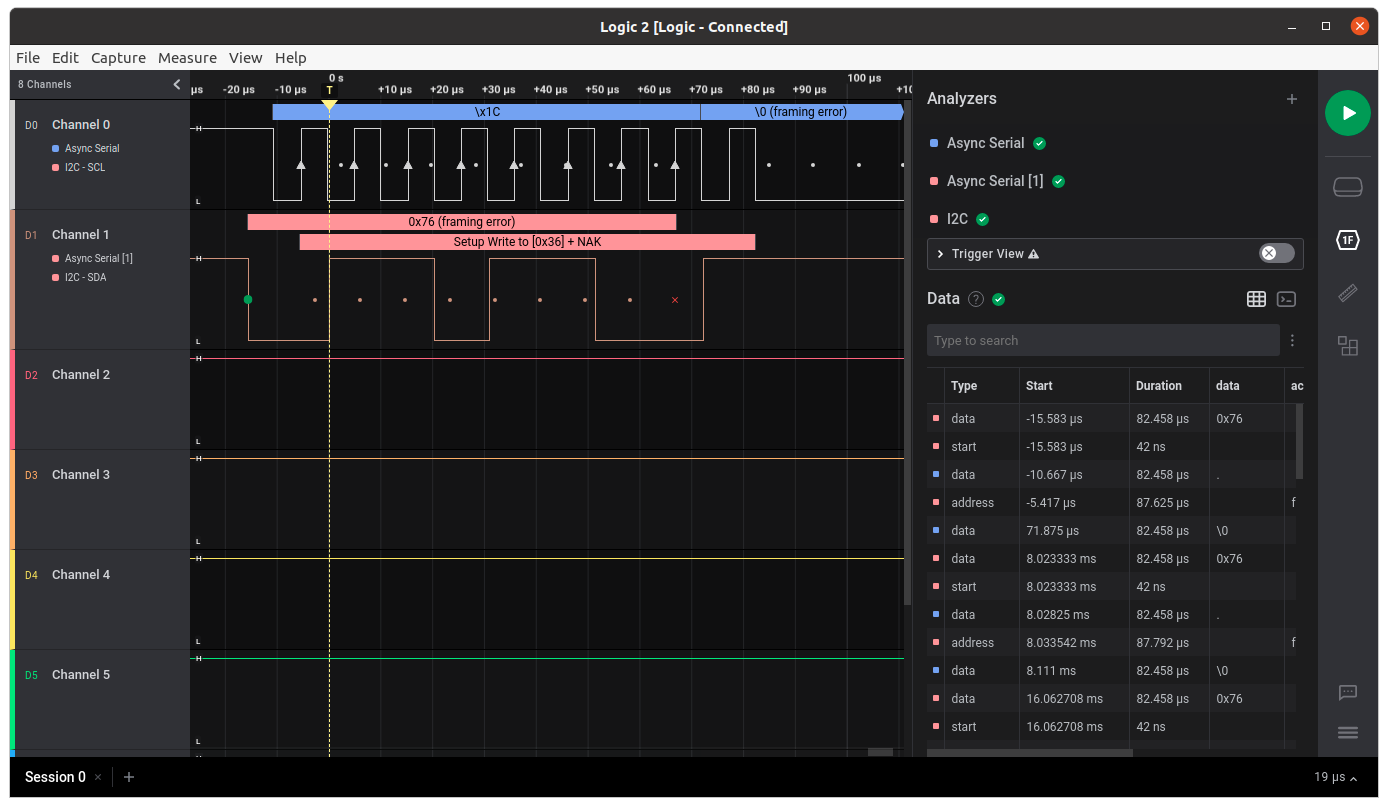 Logic 2 [Logic - Connected]
File Edit Capture Measure View Help
8 Channels
0 s 100 µs
µs -20 µs -10 µs T +10 µs +20 µs +30 µs +40 µs +50 µs +60 µs +70 µs +80 µs +90 µs +10
D0 Channel 0
Async Serial
I2C - SCL
\x1C \0 (framing error)
H
L
D1 Channel 1
Async Serial [1]
I2C - SDA
0x76 (framing error)
Setup Write to [0x36] + NAK
H
L
D2 Channel 2
H
L
D3 Channel 3
H
L
D4 Channel 4
H
L
D5 Channel 5
H
L
Analyzers
Async Serial
Async Serial [1]
I2C
Trigger View
1F
Data ?
Type to search
Type Start Duration data ac
data -15.583 µs 82.458 µs 0x76
start -15.583 µs 42 ns
data -10.667 µs 82.458 µs .
address -5.417 µs 87.625 µs f
data 71.875 µs 82.458 µs \0
data 8.023333 ms 82.458 µs 0x76
start 8.023333 ms 42 ns
data 8.02825 ms 82.458 µs .
address 8.033542 ms 87.792 µs f
data 8.111 ms 82.458 µs \0
data 16.062708 ms 82.458 µs 0x76
start 16.062708 ms 42 ns
Session 0
19 µs